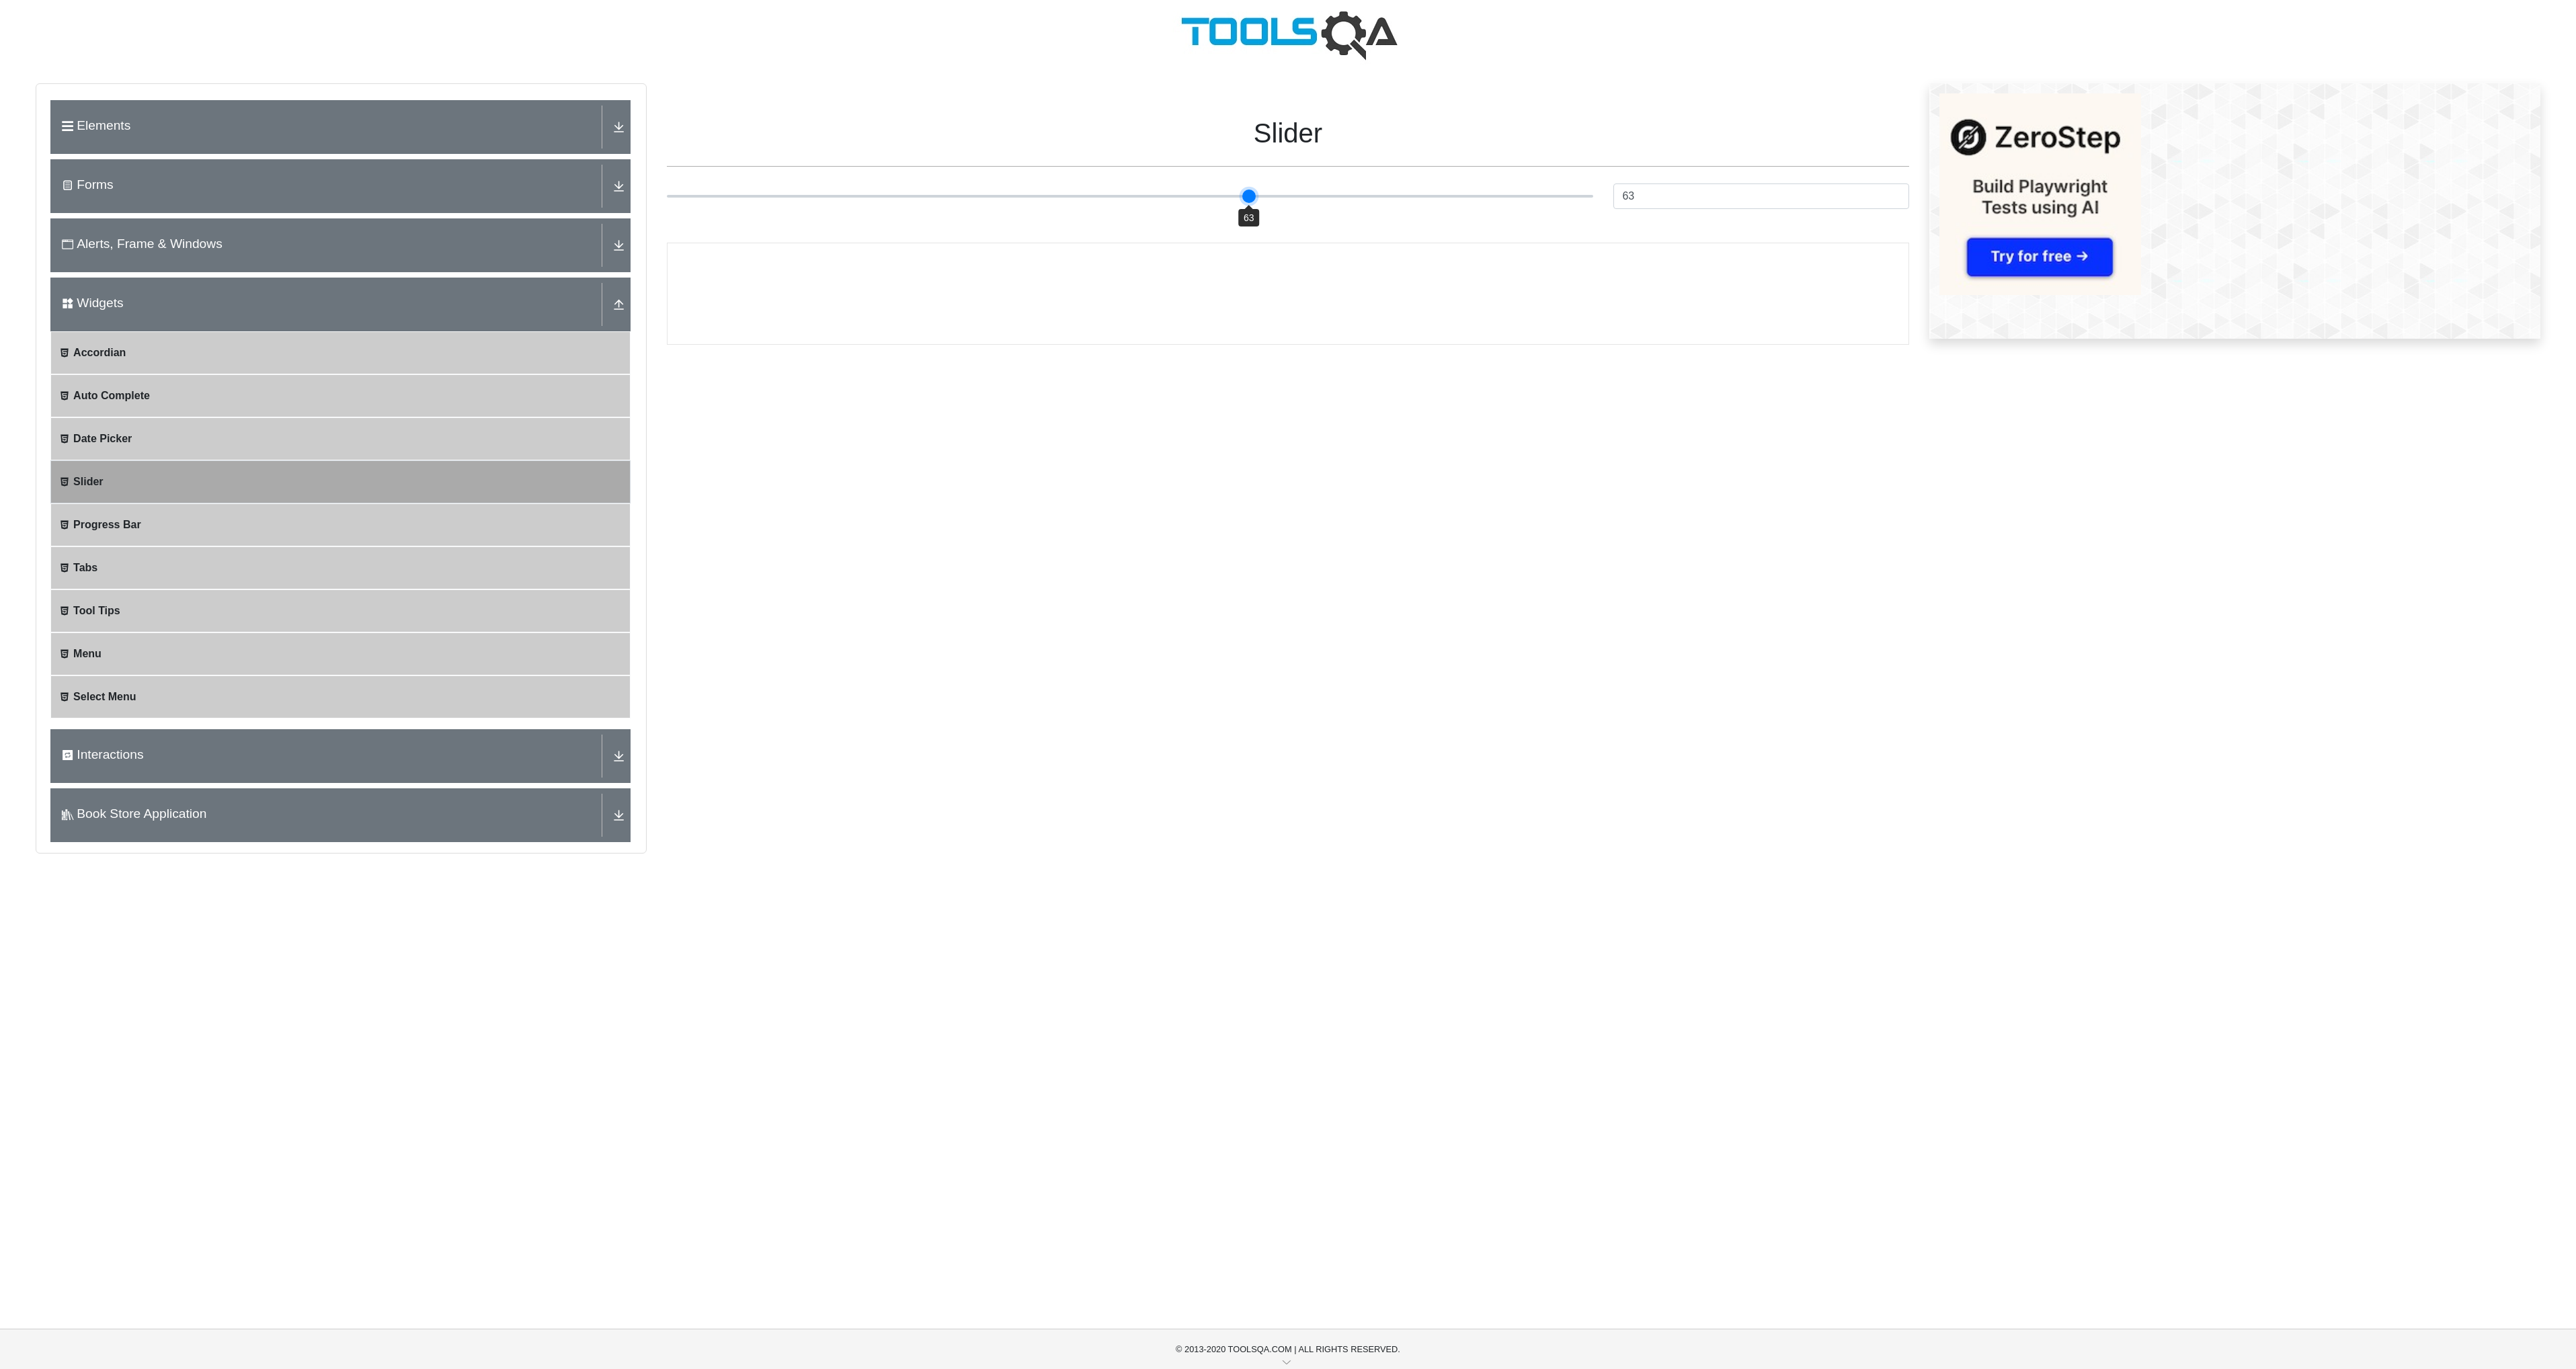 TOOLSQA
Elements
Forms
Alerts, Frame & Windows
Widgets
Accordian
Auto Complete
Date Picker
Slider
Progress Bar
Tabs
Tool Tips
Menu
Select Menu
Interactions
Book Store Application
Slider
63
63
ZeroStep
Build Playwright
Tests using AI
Try for free →
© 2013-2020 TOOLSQA.COM | ALL RIGHTS RESERVED.